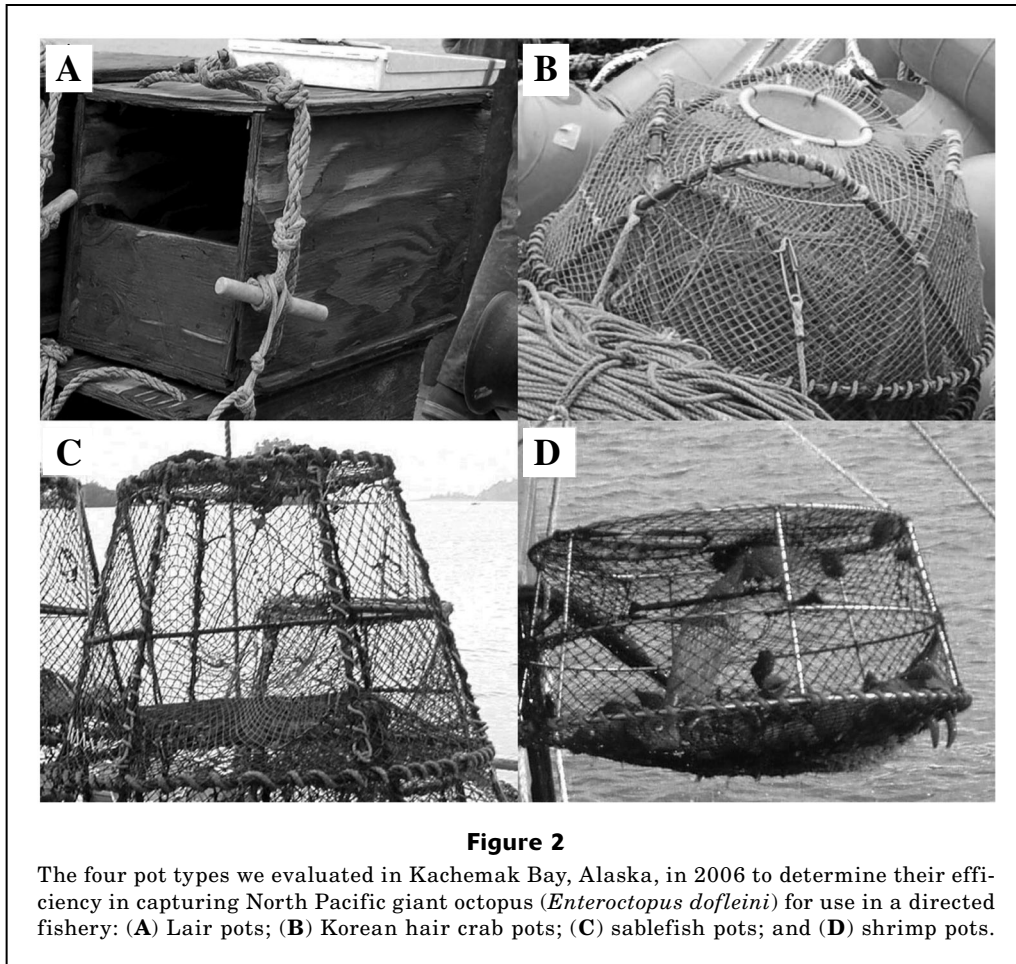 A
B
C
D
Figure 2
The four pot types we evaluated in Kachemak Bay, Alaska, in 2006 to determine their effi-
ciency in capturing North Pacific giant octopus (Enteroctopus dofleini) for use in a directed
fishery: (A) Lair pots; (B) Korean hair crab pots; (C) sablefish pots; and (D) shrimp pots.